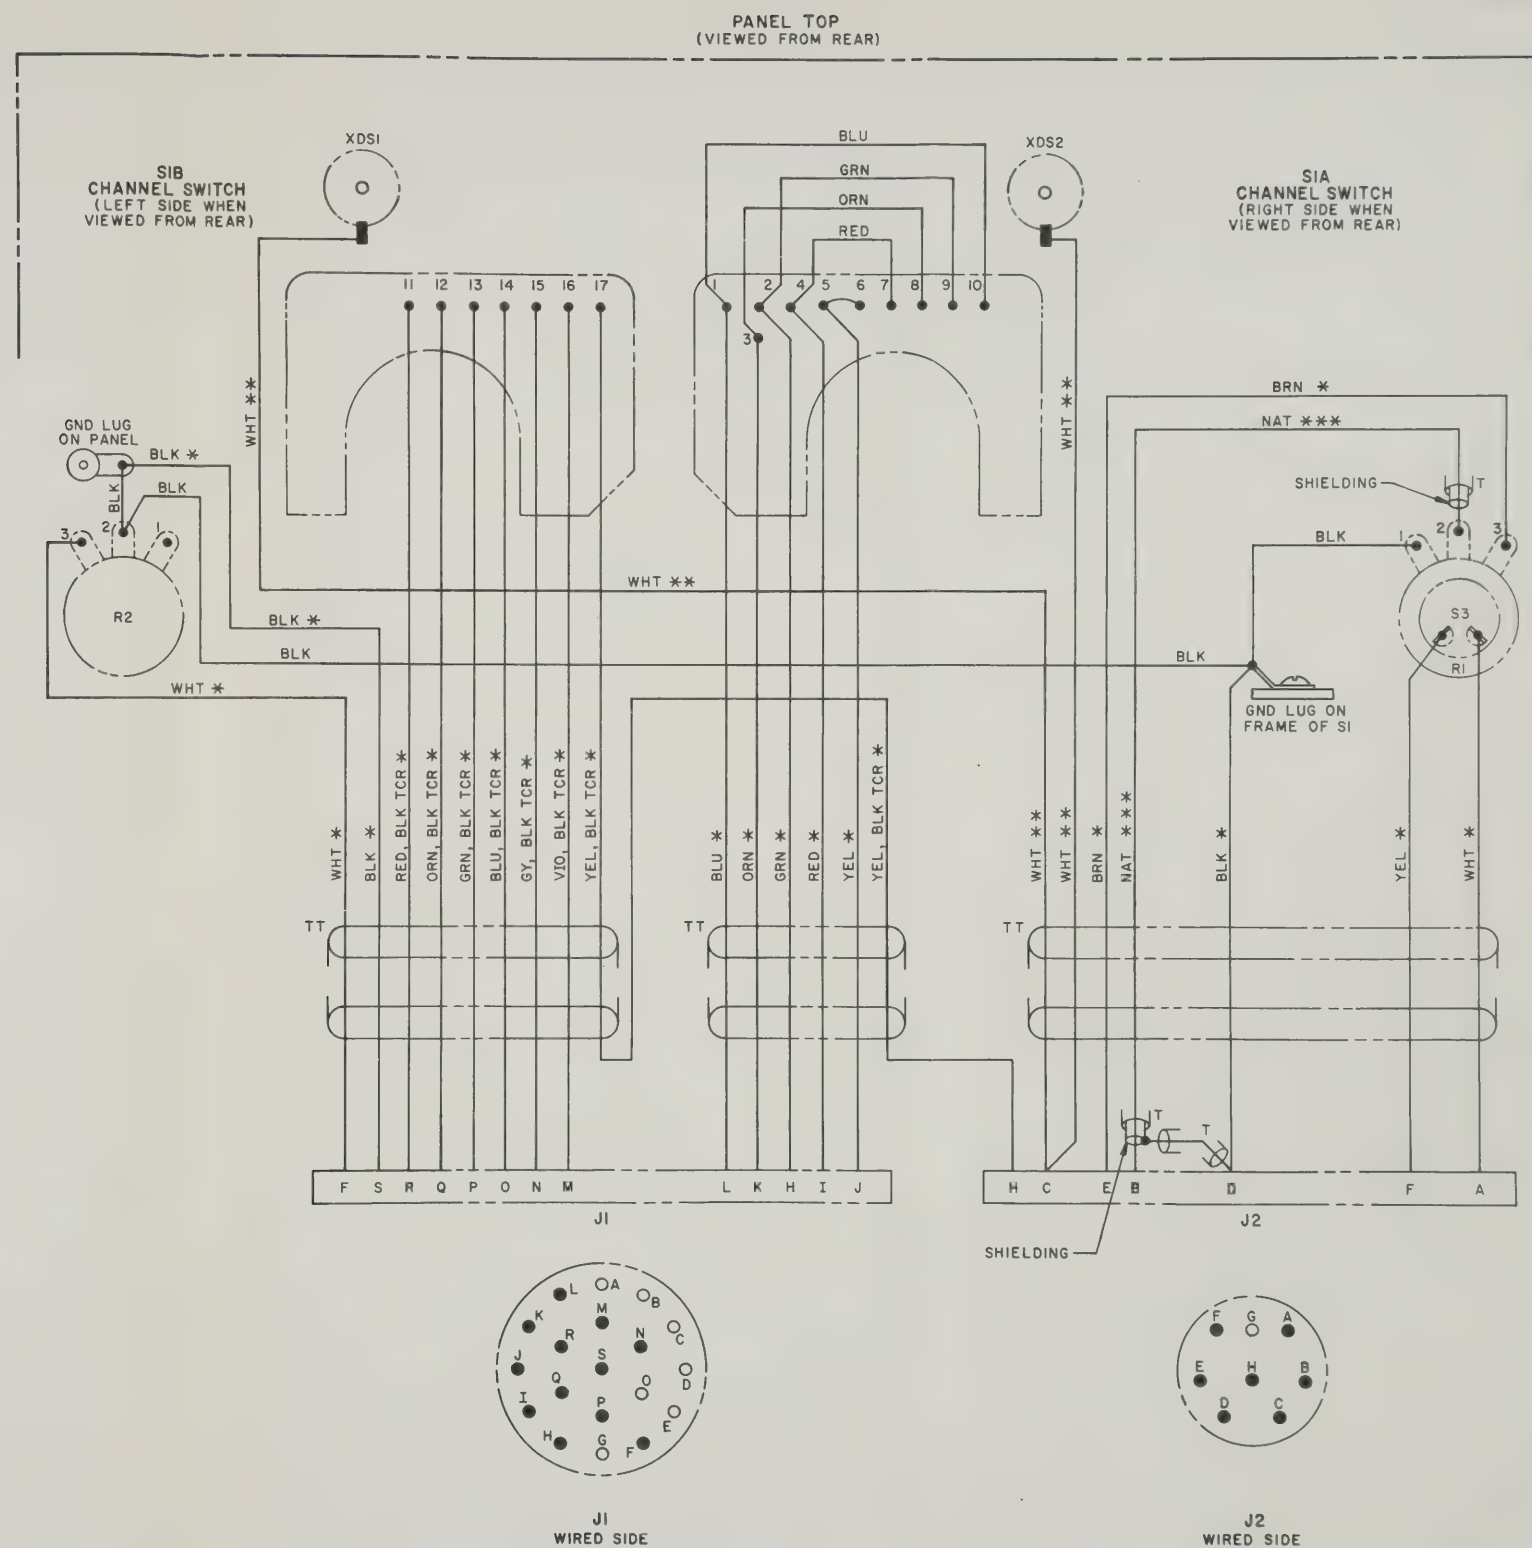 PANEL TOP
(VIEWED FROM REAR)
XDS1
BLU
XDS2
S1B
CHANNEL SWITCH
(LEFT SIDE WHEN
VIEWED FROM REAR)
GRN
ORN
RED
S1A
CHANNEL SWITCH
(RIGHT SIDE WHEN
VIEWED FROM REAR)
11 12 13 14 15 16 17
1 2 4 5 6 7 8 9 10
3
WHT **
WHT **
BRN *
NAT ***
GND LUG
ON PANEL
BLK *
BLK
BLK
SHIELDING
T
3 2 1
BLK
1 2 3
R2
WHT **
BLK *
S3
R1
BLK
BLK
WHT *
GND LUG ON
FRAME OF S1
WHT *
BLK *
RED, BLK TCR *
ORN, BLK TCR *
GRN, BLK TCR *
BLU, BLK TCR *
GY, BLK TCR *
VIO, BLK TCR *
YEL, BLK TCR *
BLU *
ORN *
GRN *
RED *
YEL *
YEL, BLK TCR *
WHT **
WHT **
BRN *
NAT ***
BLK *
YEL *
WHT *
TT
TT
TT
T
T
F S R Q P O N M L K H I J
H C E B D F A
J1
J2
SHIELDING
L A B
K M
R N C
J S
Q O D
I P
E
H G F
F G A
E H B
D C
J1
WIRED SIDE
J2
WIRED SIDE